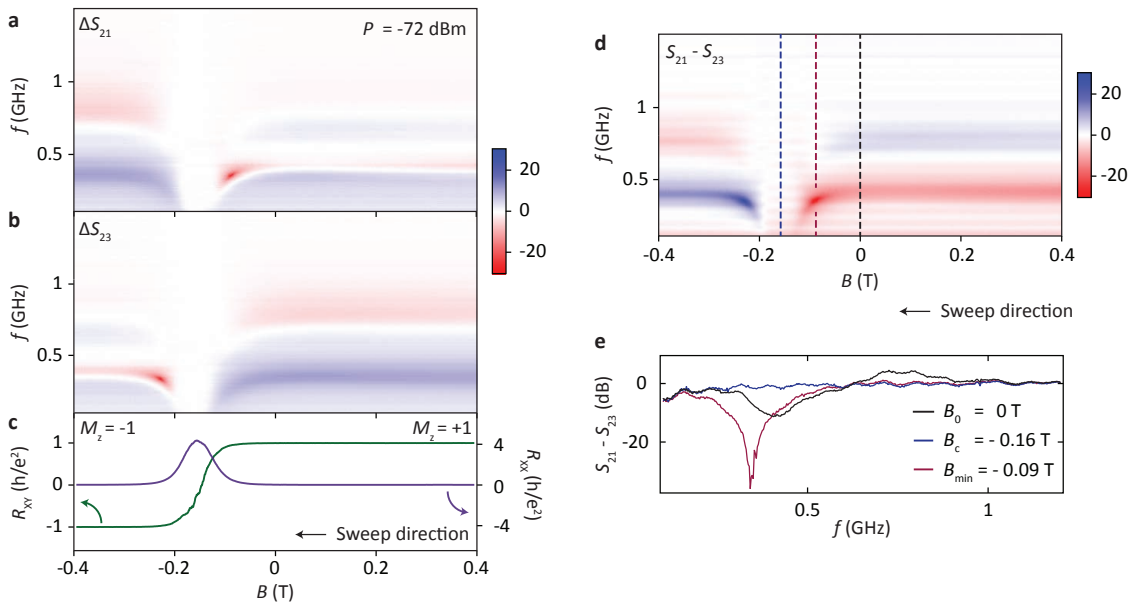 a
ΔS21
P = -72 dBm
f (GHz)
1
0.5
b
ΔS23
f (GHz)
1
0.5
20
0
-20
c
Mz = -1
Mz = +1
RXY (h/e²)
1
0
-1
RXX (h/e²)
4
0
-4
Sweep direction
-0.4
-0.2
0
0.2
0.4
B (T)
d
S21 - S23
f (GHz)
1
0.5
20
0
-20
-0.4
-0.2
0
0.2
0.4
B (T)
Sweep direction
e
S21 - S23 (dB)
0
-20
B0 = 0 T
Bc = - 0.16 T
Bmin = - 0.09 T
0.5
1
f (GHz)